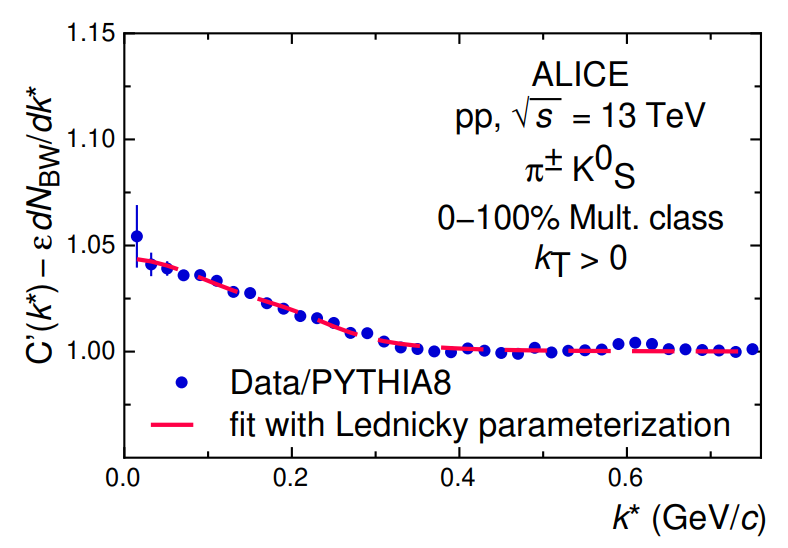 1.15
1.10
1.05
1.00
C'(k*) − ε dN_BW/dk*
ALICE
pp, √s = 13 TeV
π± K⁰S
0−100% Mult. class
kT > 0
Data/PYTHIA8
fit with Lednicky parameterization
0.0 0.2 0.4 0.6
k* (GeV/c)